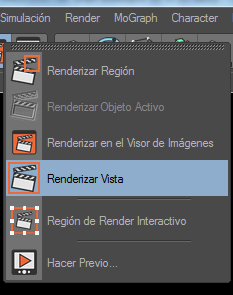 Simulación Render MoGraph Character
Renderizar Región
Renderizar Objeto Activo
Renderizar en el Visor de Imágenes
Renderizar Vista
Región de Render Interactivo
Hacer Previo...